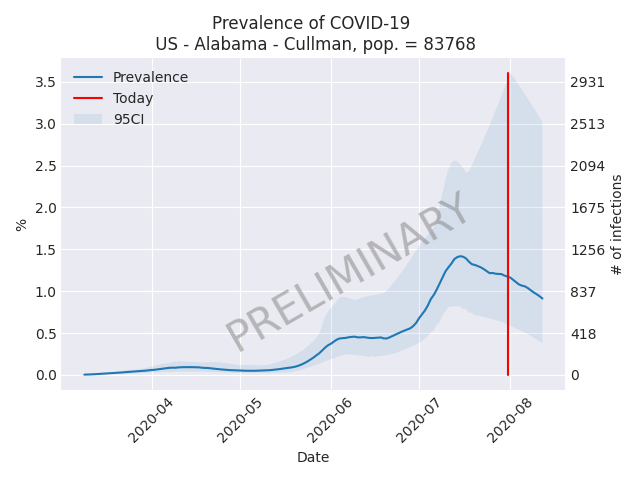 Prevalence of COVID-19
US - Alabama - Cullman, pop. = 83768
Prevalence
Today
95CI
3.5
3.0
2.5
2.0
1.5
1.0
0.5
0.0
%
2931
2513
2094
1675
1256
837
418
0
# of infections
PRELIMINARY
2020-04
2020-05
2020-06
2020-07
2020-08
Date